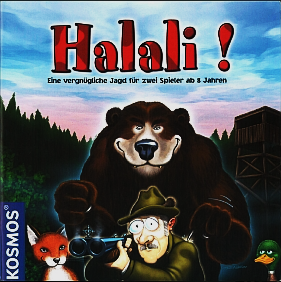 Halali !
Eine vergnügliche Jagd für zwei Spieler ab 8 Jahren
KOSMOS